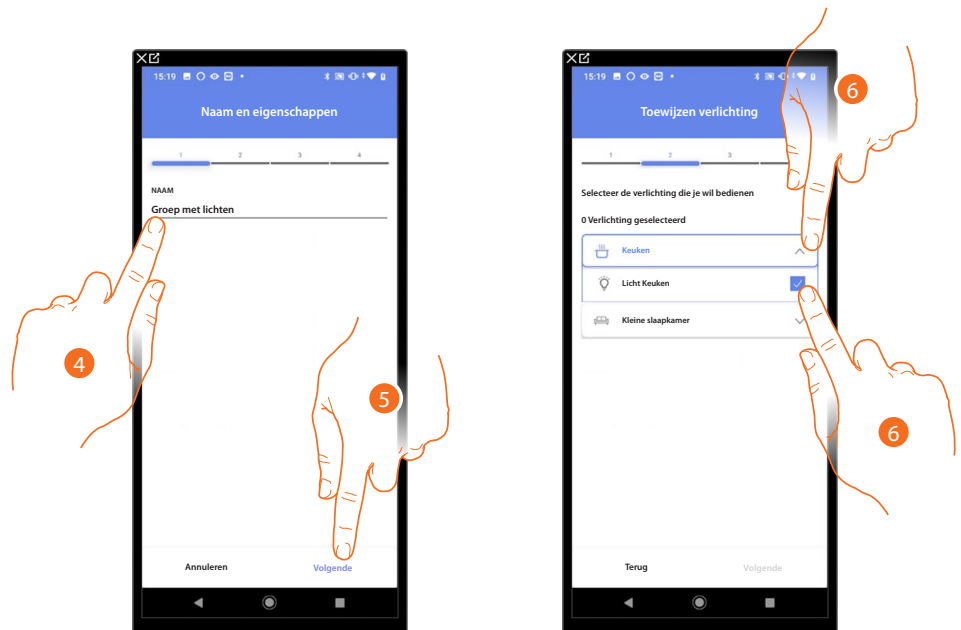 15:19
Naam en eigenschappen
1 2 3 4
NAAM
Groep met lichten
4
5
Annuleren Volgende
15:19
Toewijzen verlichting
1 2 3
Selecteer de verlichting die je wil bedienen
0 Verlichting geselecteerd
Keuken
Licht Keuken
Kleine slaapkamer
6
6
Terug Volgende